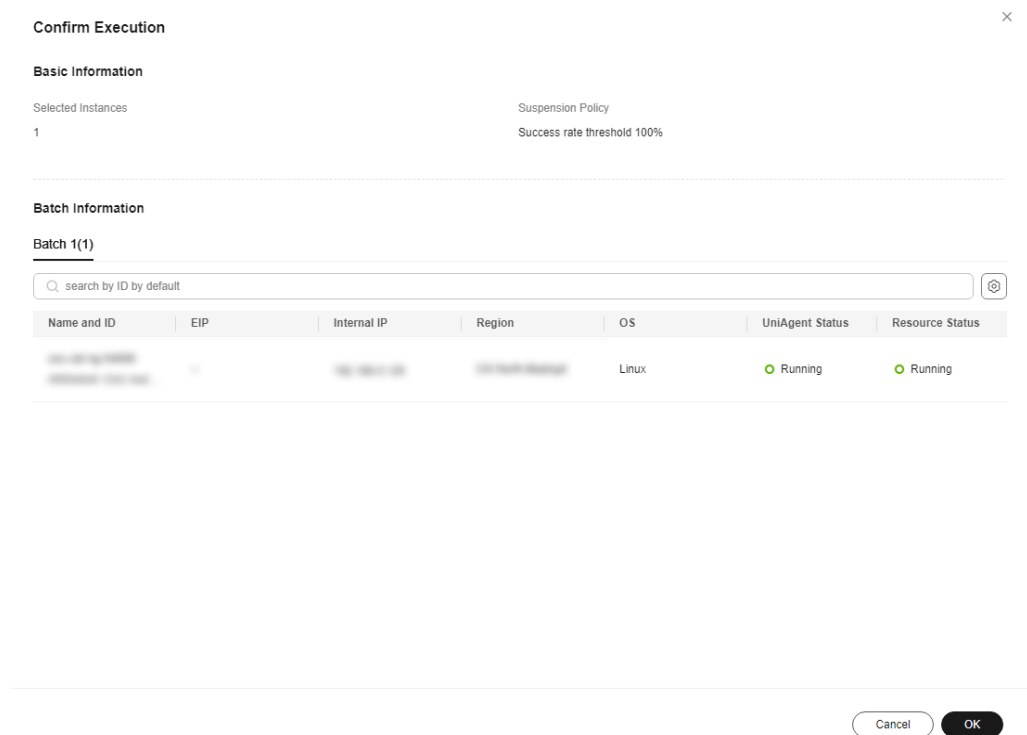 Confirm Execution
Basic Information
Selected Instances
Suspension Policy
1
Success rate threshold 100%
Batch Information
Batch 1(1)
search by ID by default
Name and ID
EIP
Internal IP
Region
OS
UniAgent Status
Resource Status
Linux
Running
Running
Cancel
OK